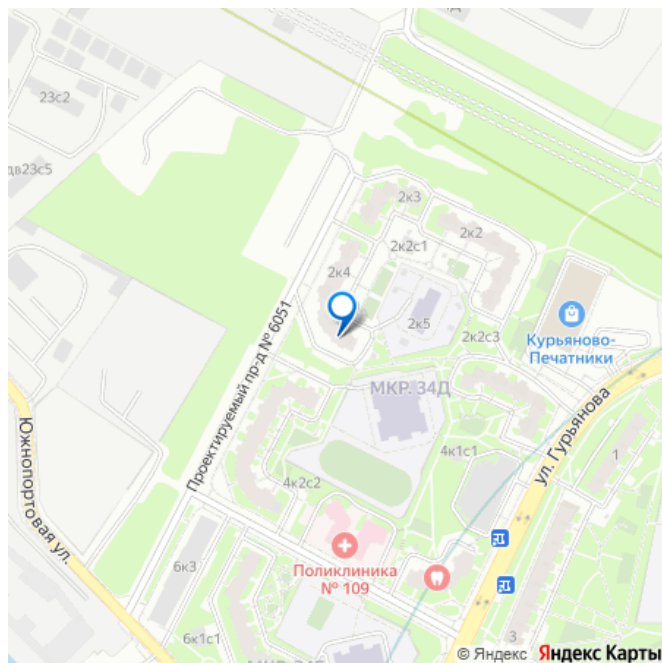 23с2
дв23с5
2к3
2к2
2к2с1
2к4
2к5
2к2с3
Курьяново-
Печатники
Проектируемый пр-д № 6051
МКР. 34Д
ул. Гурьянова
Южнопортовая ул.
4к1с1
1
4к2с2
6к3
Поликлиника
№ 109
6к1с1
3
© Яндекс Яндекс Карты